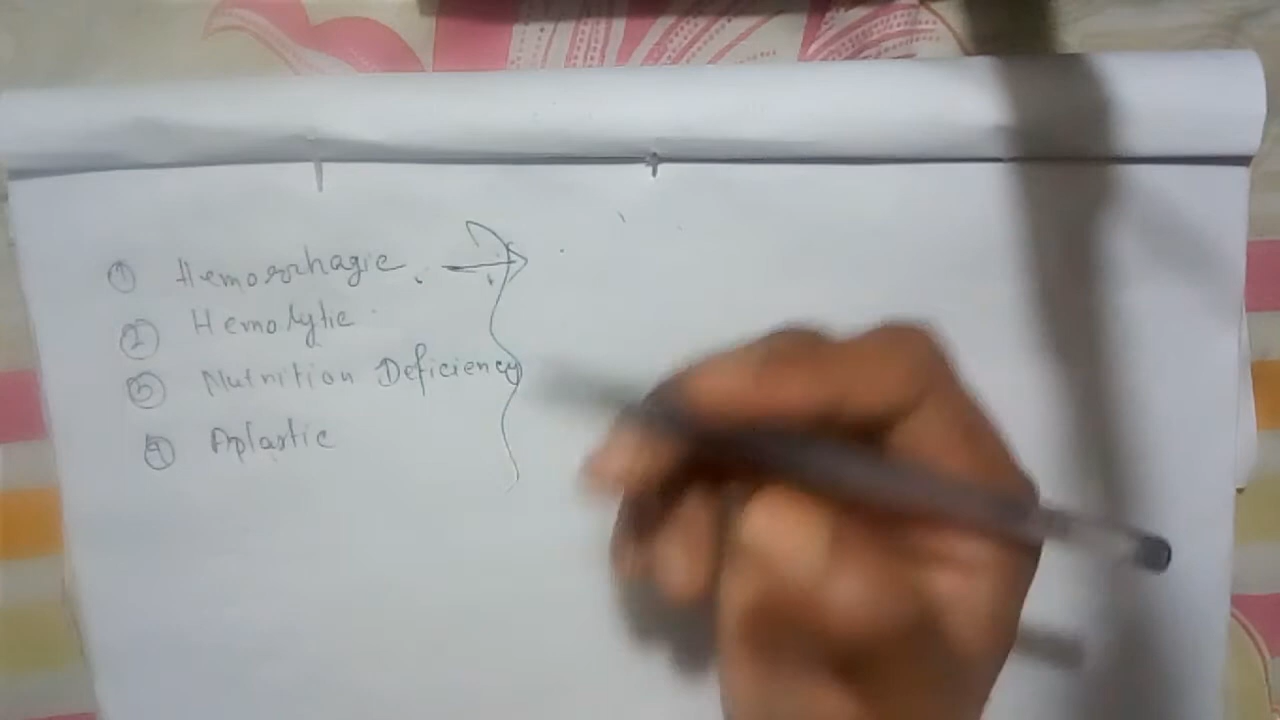 ① Hemorrhagic
② Hemolytic
③ Nutrition Deficiency
④ Aplastic